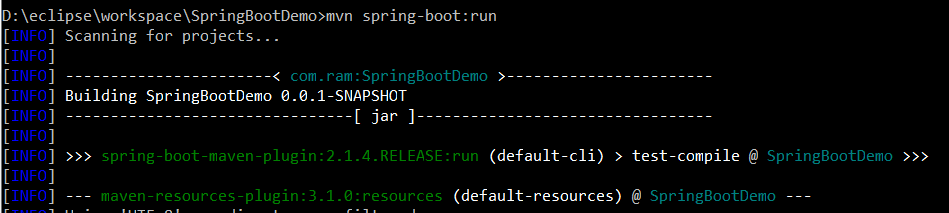 D:\eclipse\workspace\SpringBootDemo>mvn spring-boot:run
[INFO] Scanning for projects...
[INFO]
[INFO] -----------------------< com.ram:SpringBootDemo >-----------------------
[INFO] Building SpringBootDemo 0.0.1-SNAPSHOT
[INFO] --------------------------------[ jar ]---------------------------------
[INFO]
[INFO] >>> spring-boot-maven-plugin:2.1.4.RELEASE:run (default-cli) > test-compile @ SpringBootDemo >>>
[INFO]
[INFO] --- maven-resources-plugin:3.1.0:resources (default-resources) @ SpringBootDemo ---